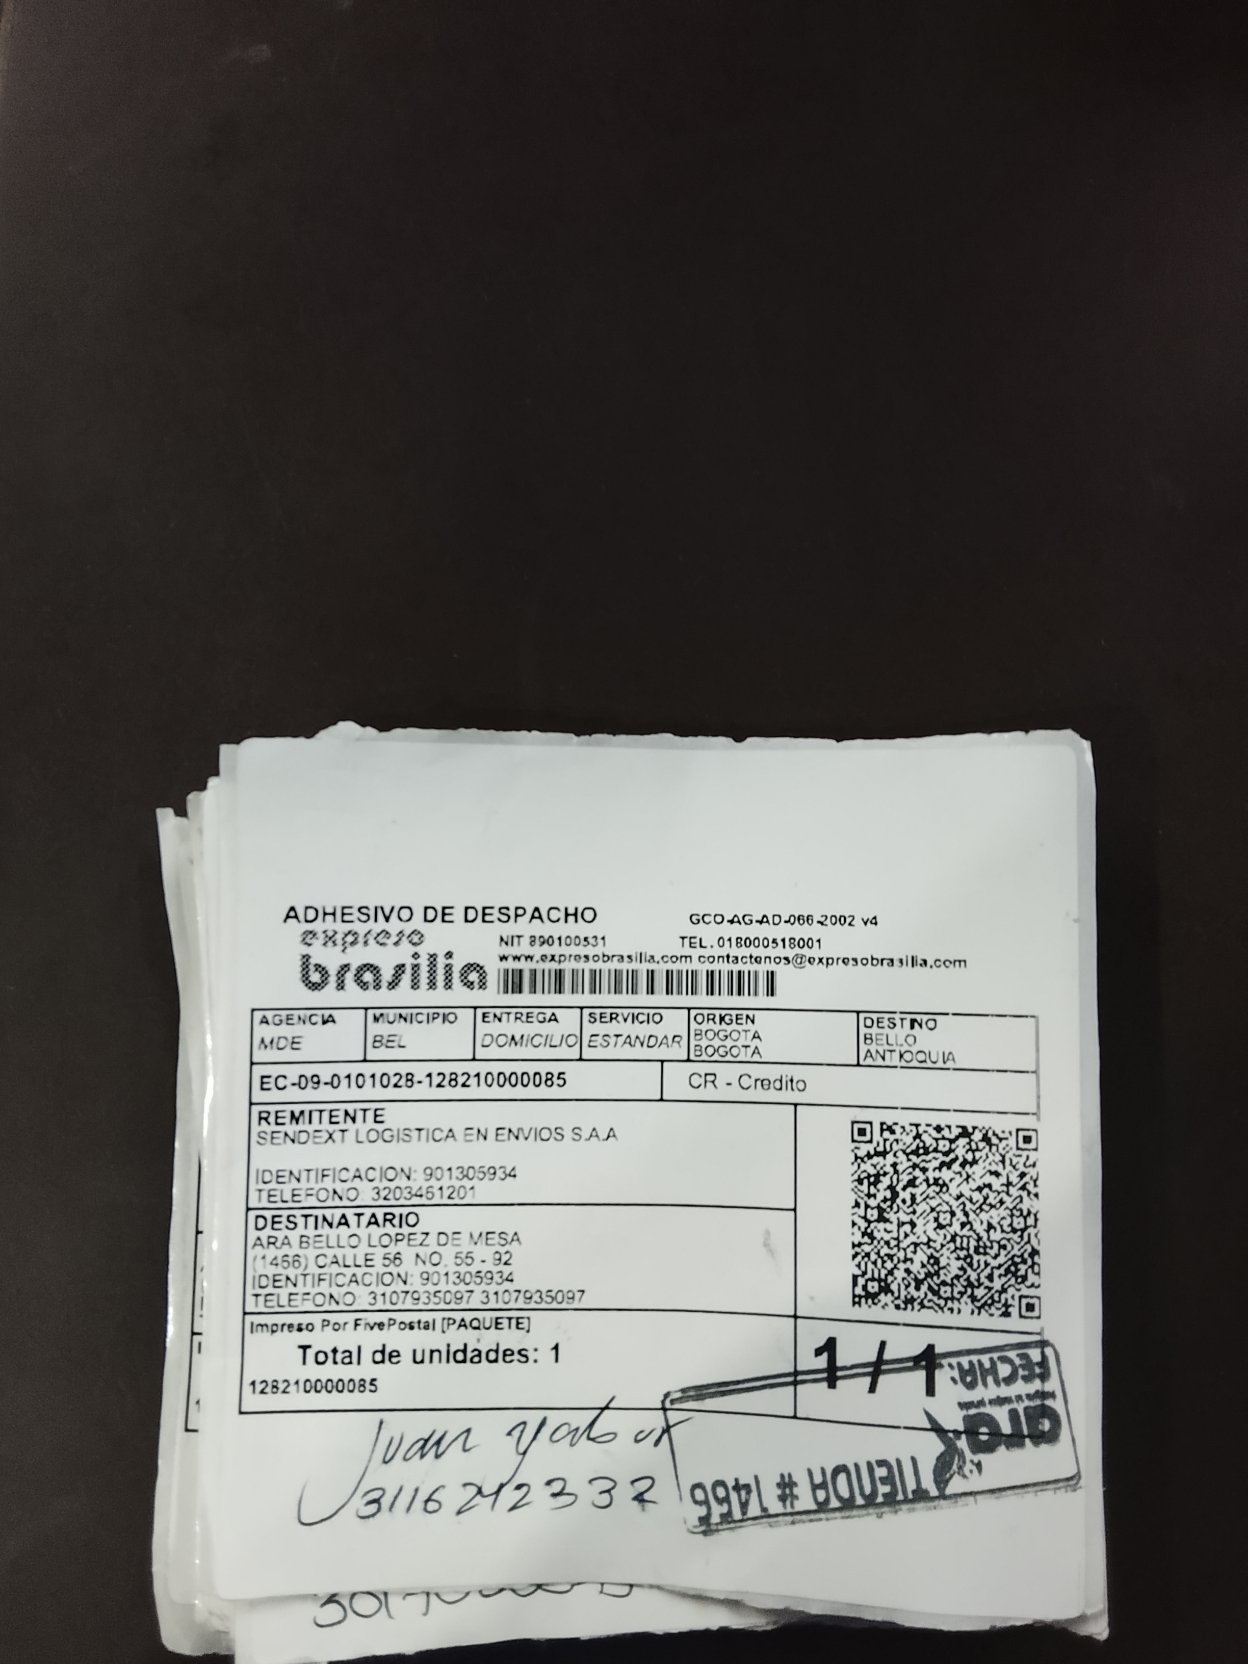 ADHESIVO DE DESPACHO
GCO-AG-AD-066-2002 v4
expreso
brasilia
NIT 890100531
TEL. 018000518001
www.expresobrasilia.com contactenos@expresobrasilia.com
AGENCIA
MDE
MUNICIPIO
BEL
ENTREGA
DOMICILIO
SERVICIO
ESTANDAR
ORIGEN
BOGOTA
BOGOTA
DESTINO
BELLO
ANTIOQUIA
EC-09-0101028-128210000085
CR - Credito
REMITENTE
SENDEXT LOGISTICA EN ENVIOS S.A.A
IDENTIFICACION: 901305934
TELEFONO: 3203461201
DESTINATARIO
ARA BELLO LOPEZ DE MESA
(1466) CALLE 56 NO. 55 - 92
IDENTIFICACION: 901305934
TELEFONO: 3107935097 3107935097
Impreso Por FivePostal [PAQUETE]
Total de unidades: 1
128210000085
1 / 1
Juan
3116242337
TIENDA # 1466
ara
FECHA: